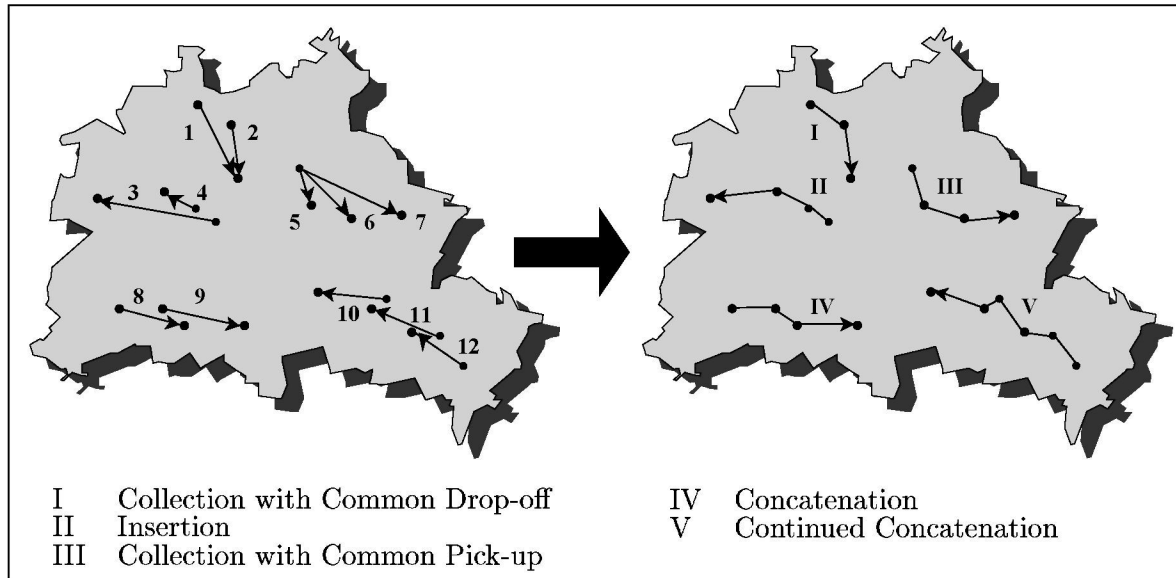 1 2 I
3 4 II III
5 6 7
8 9 IV V
10 11 12
I Collection with Common Drop-off
II Insertion
III Collection with Common Pick-up
IV Concatenation
V Continued Concatenation